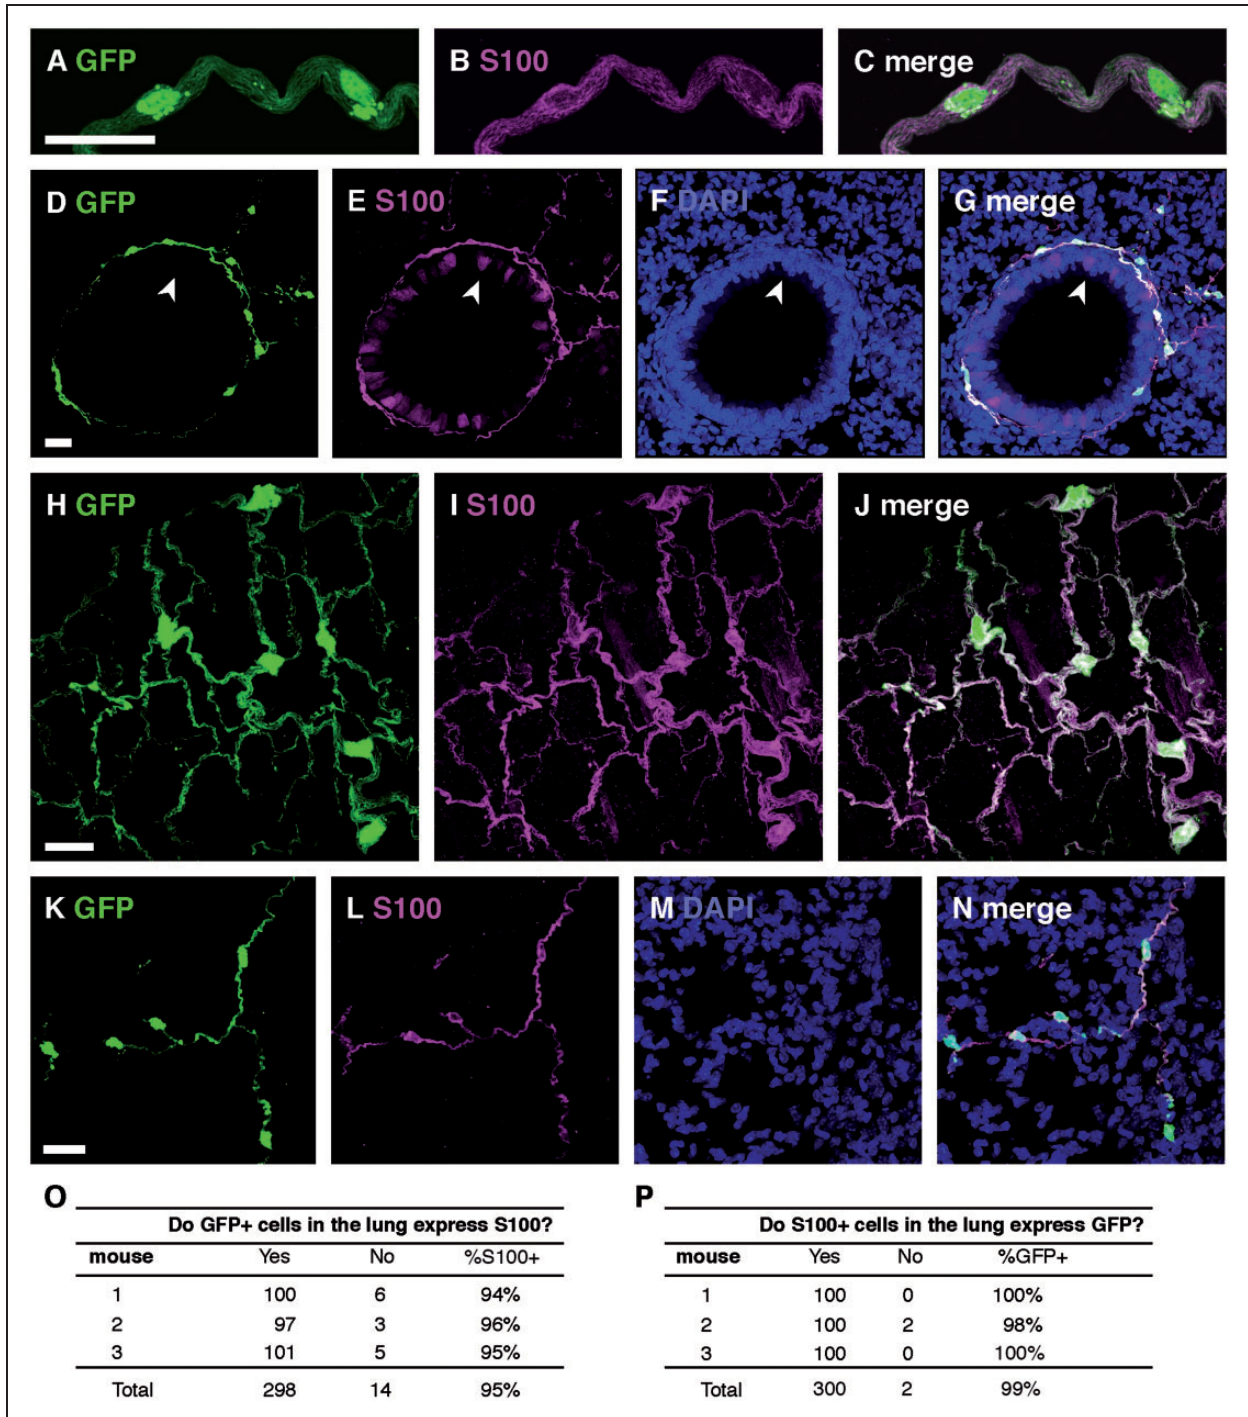 A GFP
B S100
C merge
D GFP
E S100
F DAPI
G merge
H GFP
I S100
J merge
K GFP
L S100
M DAPI
N merge
O
Do GFP+ cells in the lung express S100?
mouse Yes No %S100+
1 100 6 94%
2 97 3 96%
3 101 5 95%
Total 298 14 95%
P
Do S100+ cells in the lung express GFP?
mouse Yes No %GFP+
1 100 0 100%
2 100 2 98%
3 100 0 100%
Total 300 2 99%